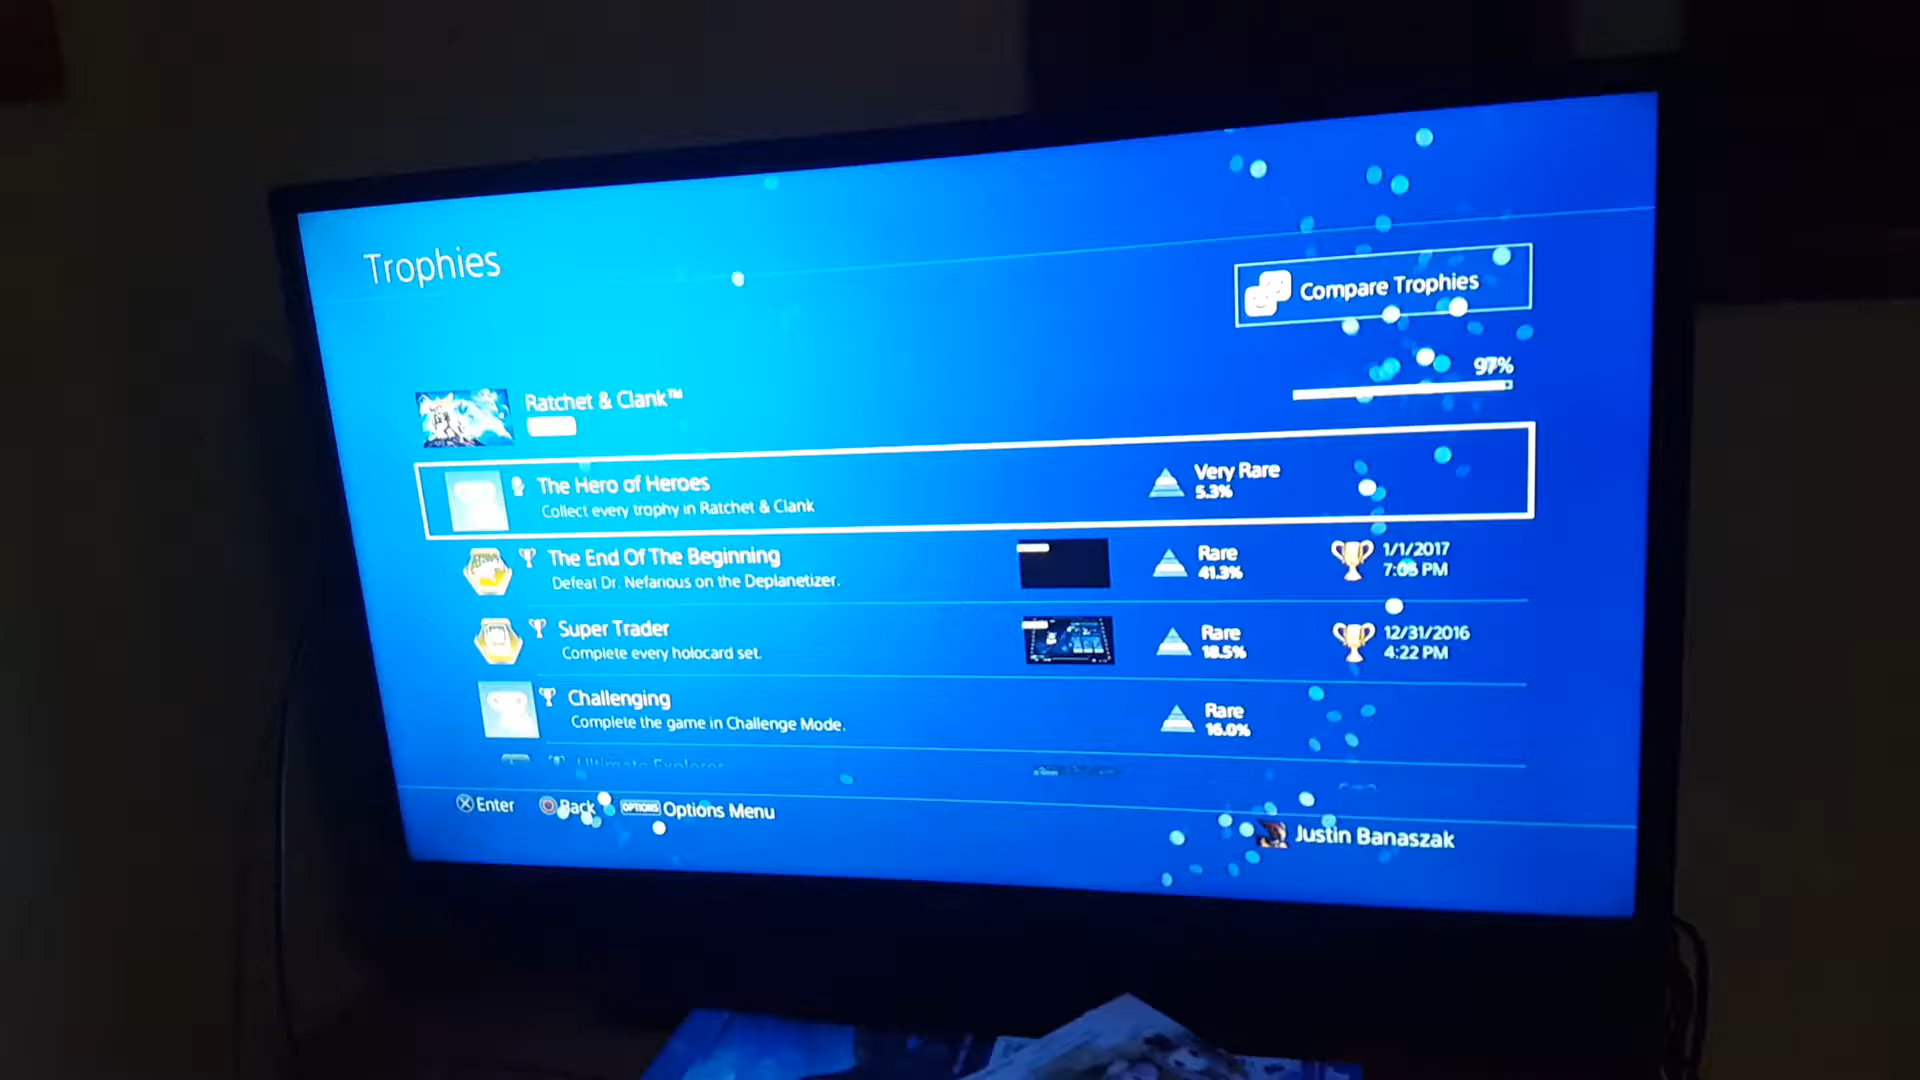 Trophies
Compare Trophies
97%
Ratchet & Clank™
The Hero of Heroes
Collect every trophy in Ratchet & Clank
Very Rare
5.3%
The End Of The Beginning
Defeat Dr. Nefarious on the Deplanetizer.
Rare
41.3%
1/1/2017
7:05 PM
Super Trader
Complete every holocard set.
Rare
18.5%
12/31/2016
4:22 PM
Challenging
Complete the game in Challenge Mode.
Rare
16.0%
Ultimate Explorer
Enter
Back
OPTIONS Options Menu
Justin Banaszak